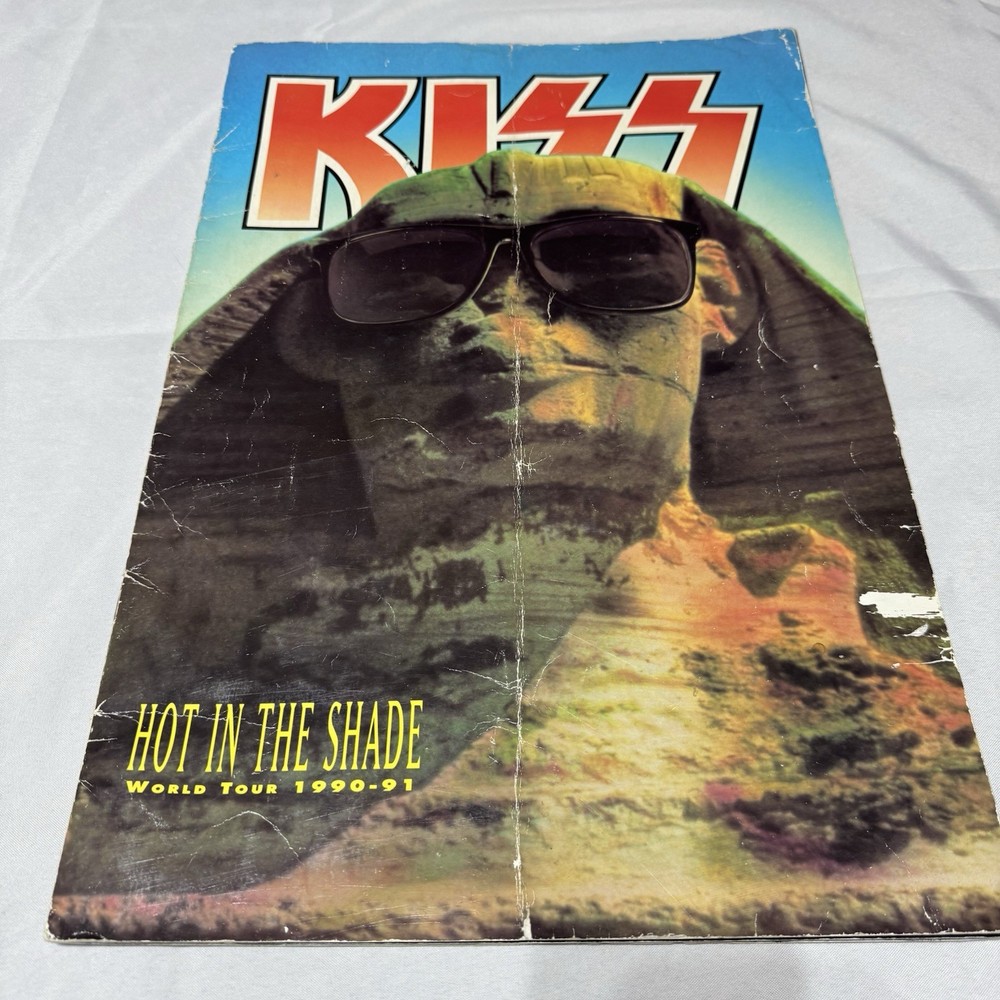 KISS
HOT IN THE SHADE
WORLD TOUR 1990-91